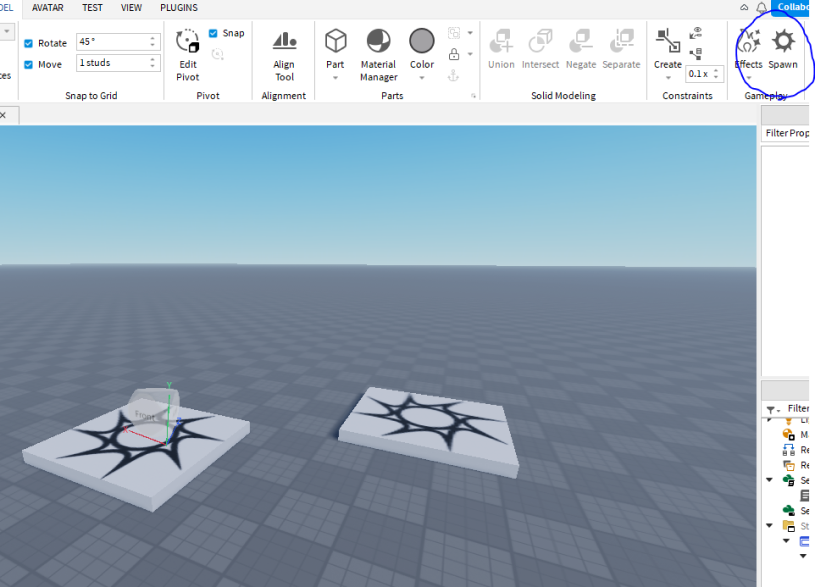 DEL AVATAR TEST VIEW PLUGINS Collabo
Rotate 45° Snap
Move 1 studs
ces
Edit Pivot
Align Tool
Part
Material Manager
Color
Union Intersect Negate Separate
Create
0.1 x
Effects Spawn
Snap to Grid Pivot Alignment Parts Solid Modeling Constraints Gameplay
Filter Prop
Front
Y
X
Filter
Li
M
Re
Re
Se
Se
St